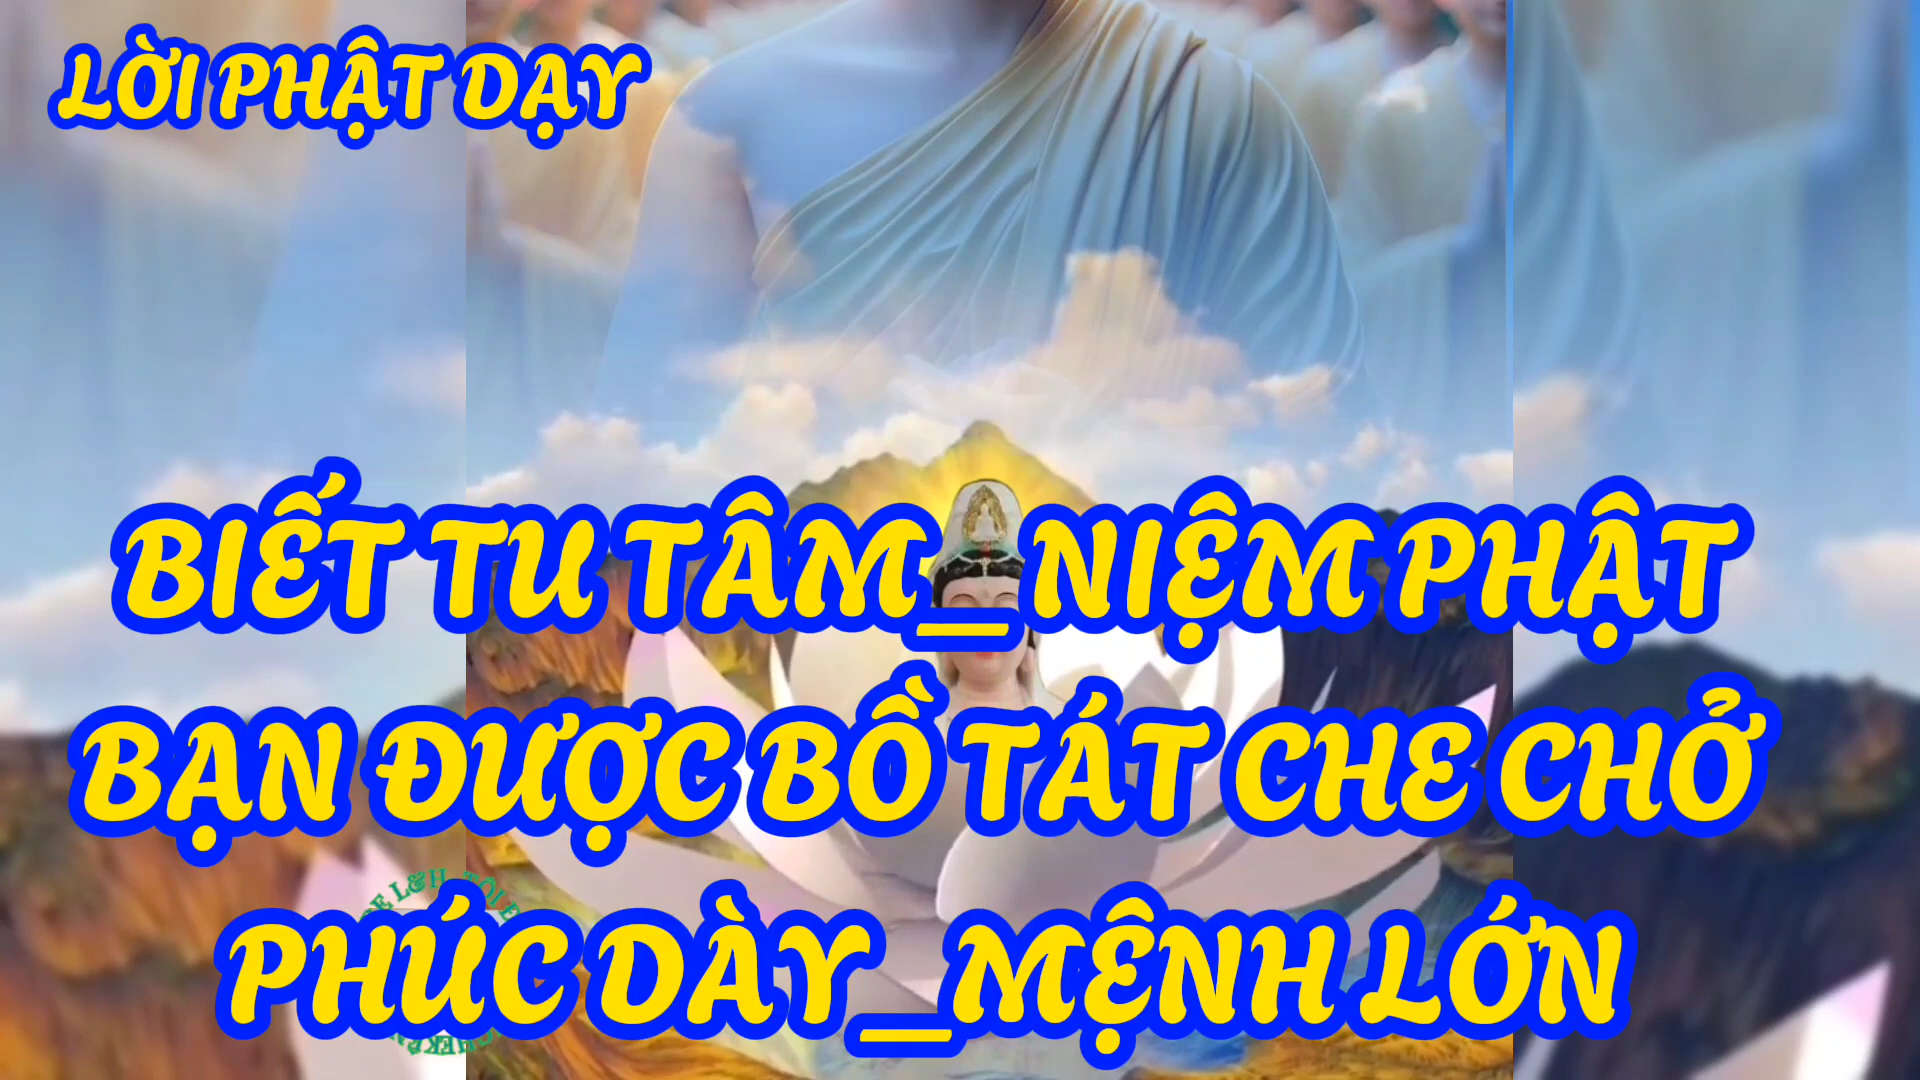 LỜI PHẬT DẠY
BIẾT TU TÂM_NIỆM PHẬT
BẠN ĐƯỢC BỒ TÁT CHE CHỞ
PHÚC DÀY_MỆNH LỚN